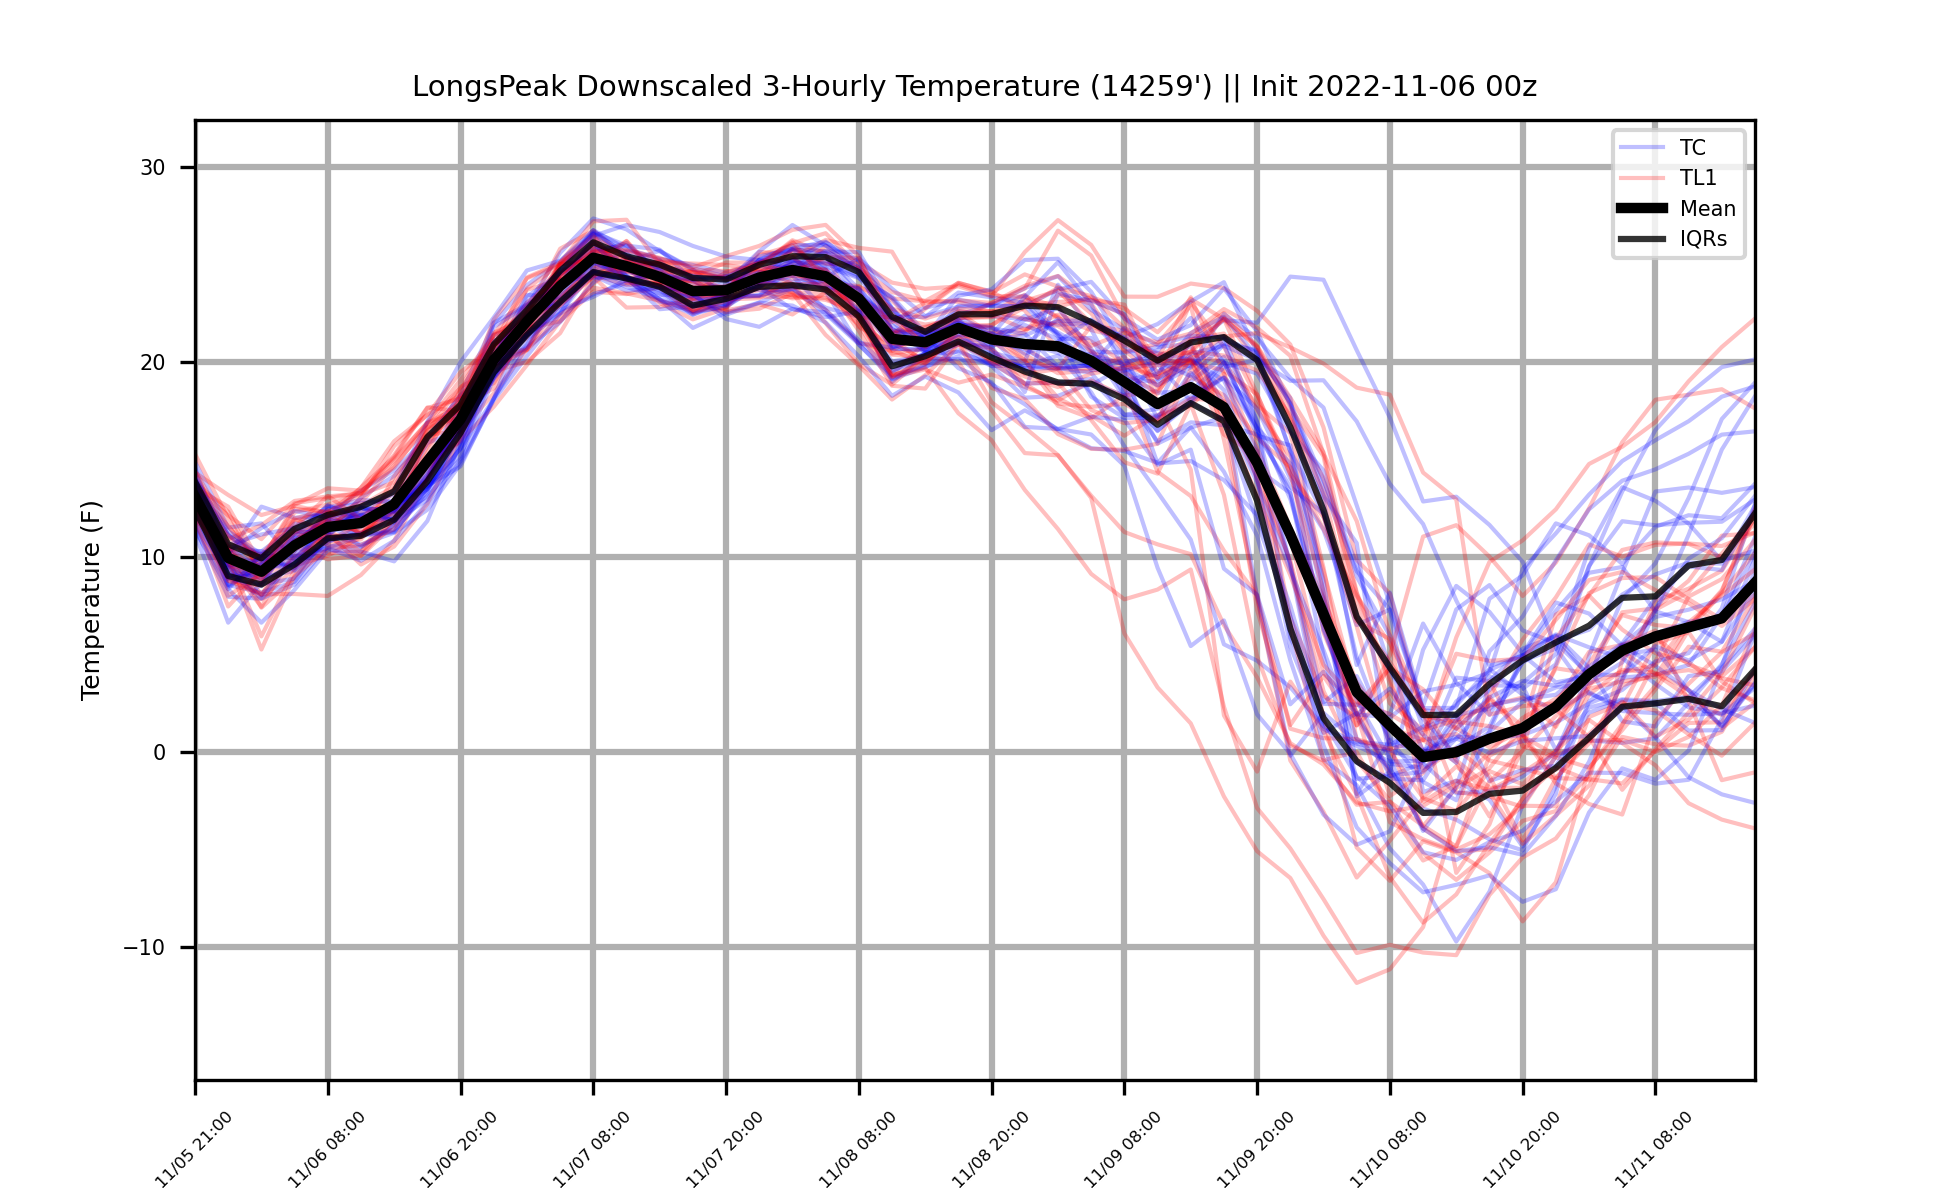 LongsPeak Downscaled 3-Hourly Temperature (14259') || Init 2022-11-06 00z
TC
TL1
Mean
IQRs
Temperature (F)
30
20
10
0
−10
11/05 21:00
11/06 08:00
11/06 20:00
11/07 08:00
11/07 20:00
11/08 08:00
11/08 20:00
11/09 08:00
11/09 20:00
11/10 08:00
11/10 20:00
11/11 08:00